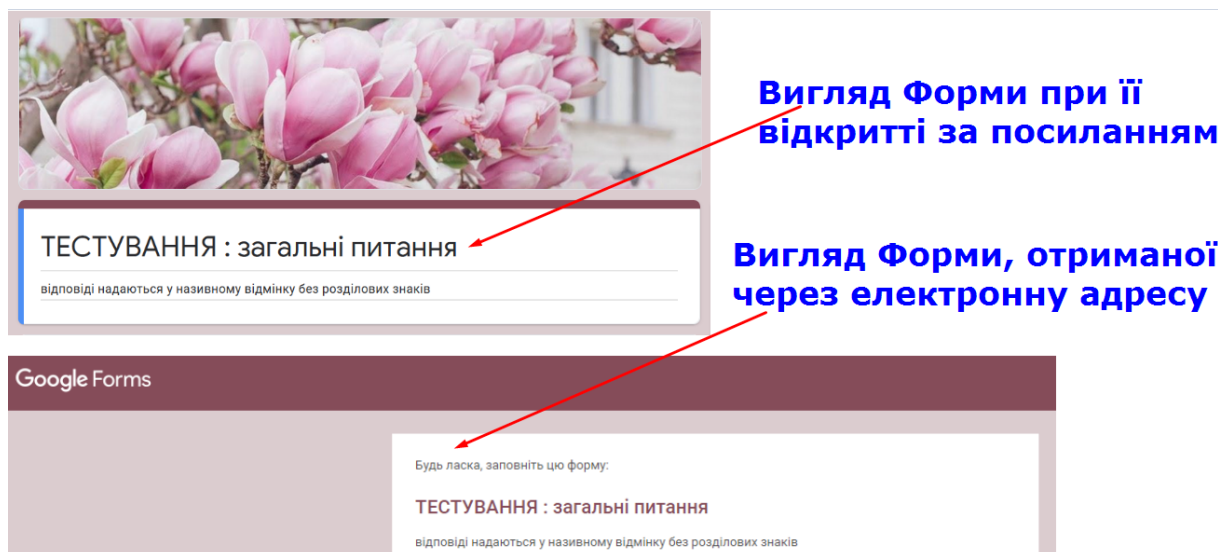 Вигляд Форми при її
відкритті за посиланням
ТЕСТУВАННЯ : загальні питання
відповіді надаються у називному відмінку без розділових знаків
Вигляд Форми, отриманої
через електронну адресу
Google Forms
Будь ласка, заповніть цю форму:
ТЕСТУВАННЯ : загальні питання
відповіді надаються у називному відмінку без розділових знаків